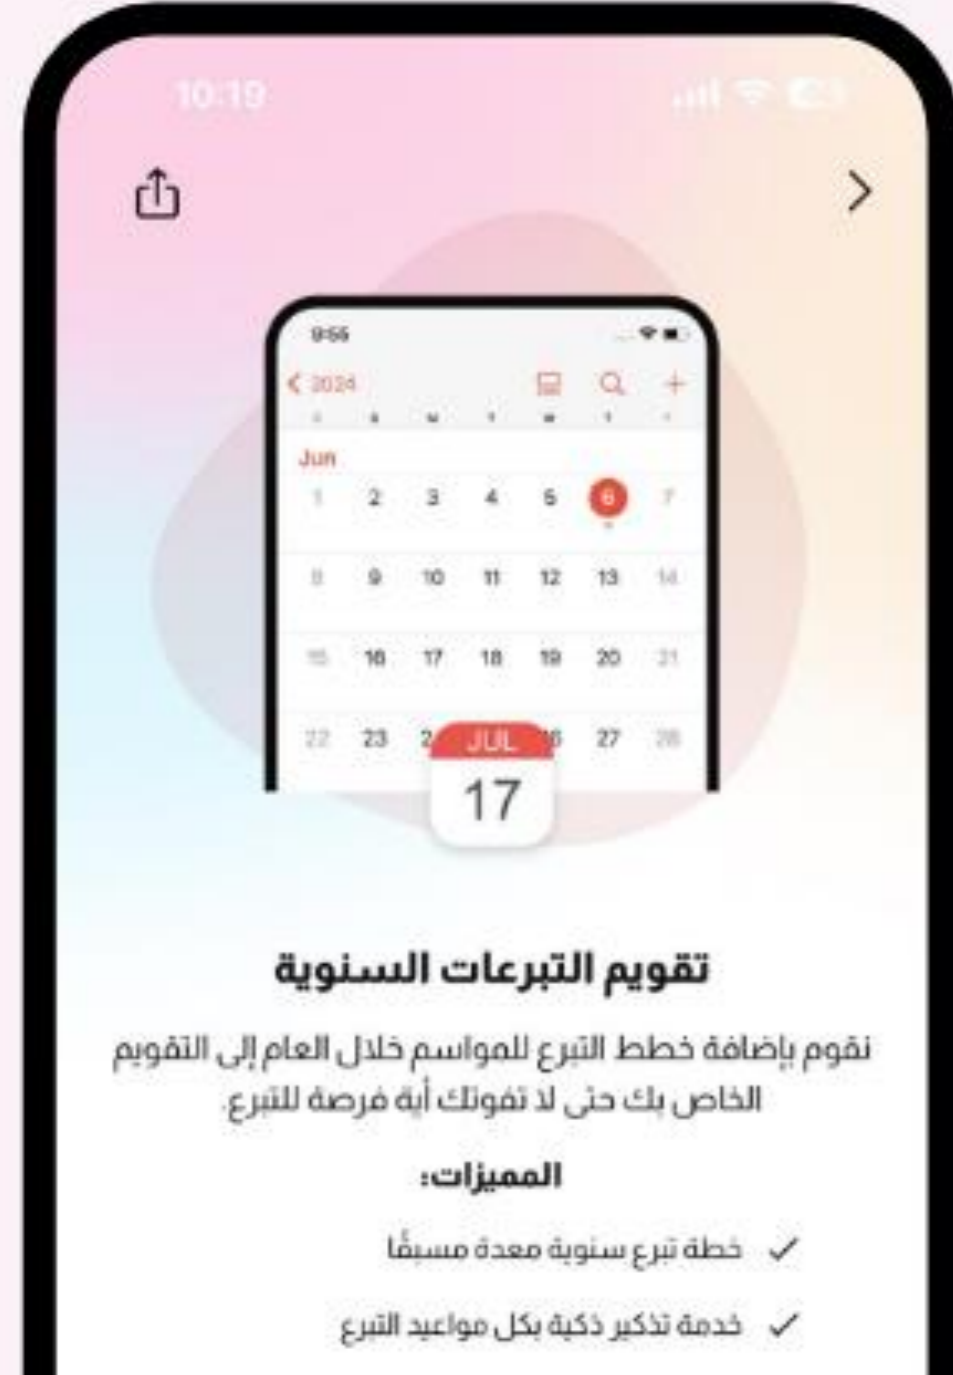 10:19
9:55
2024
S M T W T
Jun
1 2 3 4 5 6 7
8 9 10 11 12 13 14
15 16 17 18 19 20 21
22 23 2 6 27 28
JUL
17
تقويم التبرعات السنوية
نقوم بإضافة خطط التبرع للمواسم خلال العام إلى التقويم
الخاص بك حتى لا تفوتك أية فرصة للتبرع.
المميزات:
خطة تبرع سنوية معدة مسبقًا
خدمة تذكير ذكية بكل مواعيد التبرع